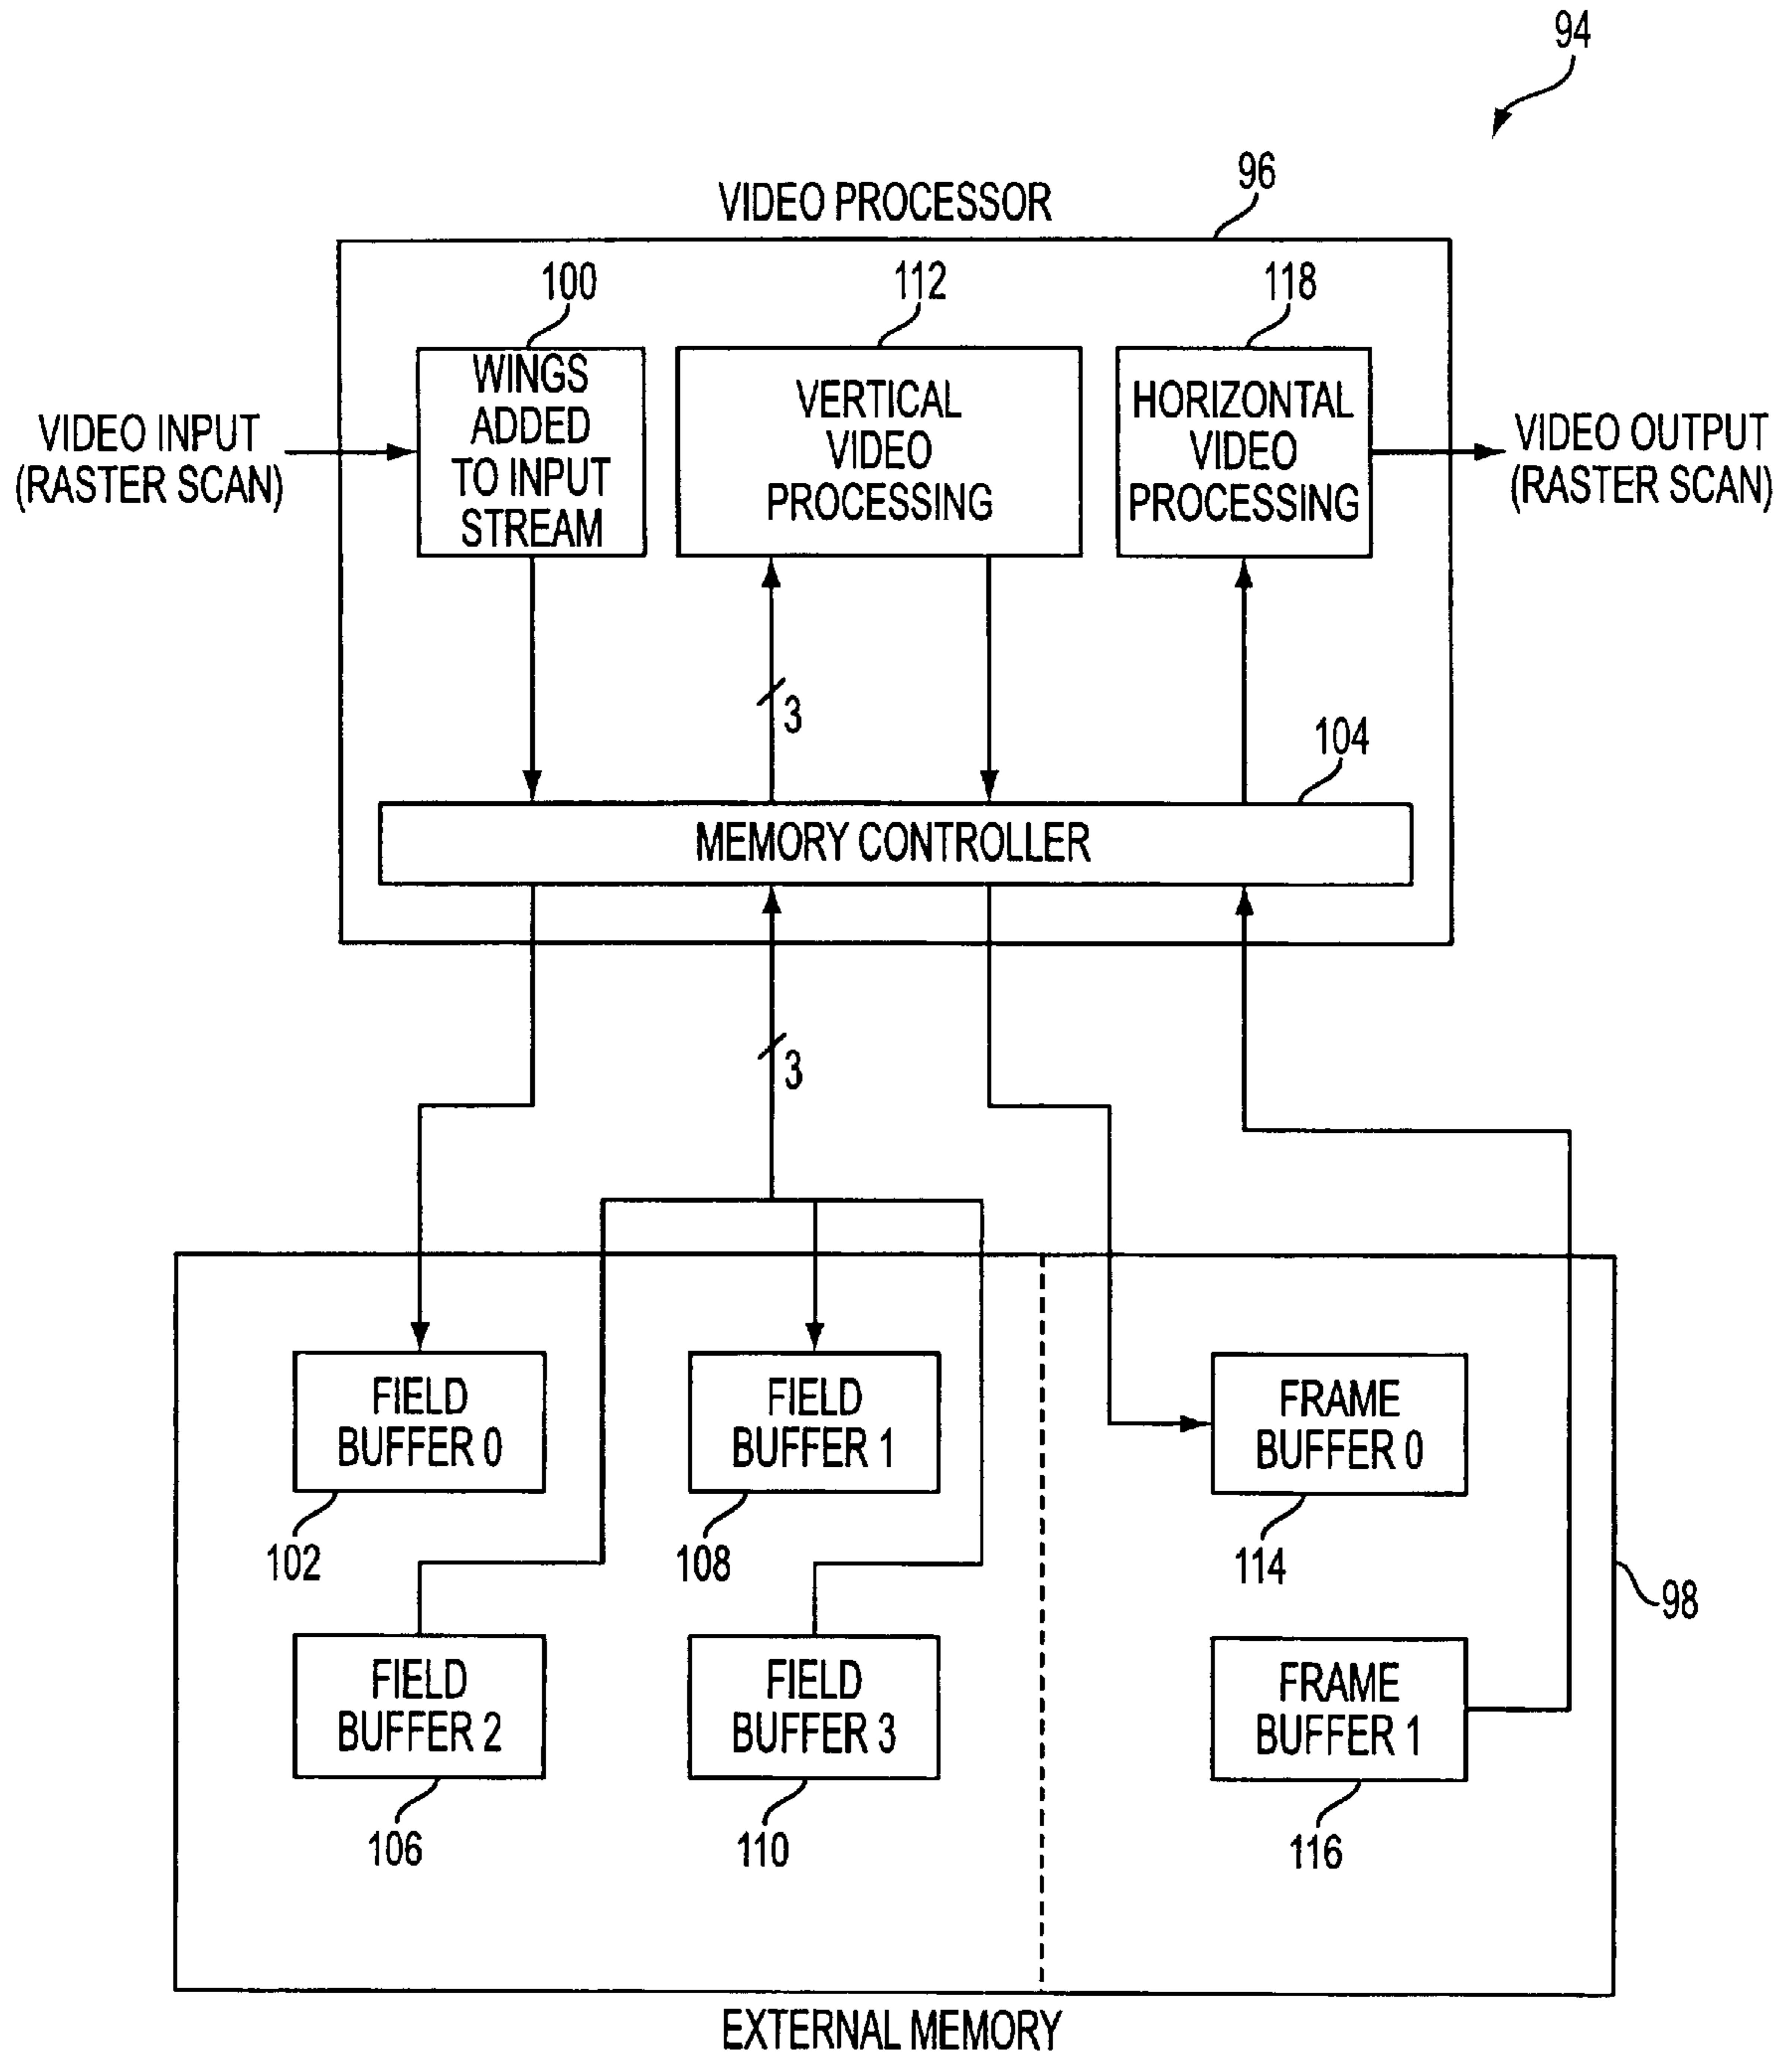 94
VIDEO PROCESSOR
96
100
112
118
WINGS
ADDED
TO INPUT
STREAM
VERTICAL
VIDEO
PROCESSING
HORIZONTAL
VIDEO
PROCESSING
VIDEO INPUT
(RASTER SCAN)
VIDEO OUTPUT
(RASTER SCAN)
3
104
MEMORY CONTROLLER
3
FIELD
BUFFER 0
FIELD
BUFFER 1
FRAME
BUFFER 0
102
108
114
98
FIELD
BUFFER 2
FIELD
BUFFER 3
FRAME
BUFFER 1
106
110
116
EXTERNAL MEMORY